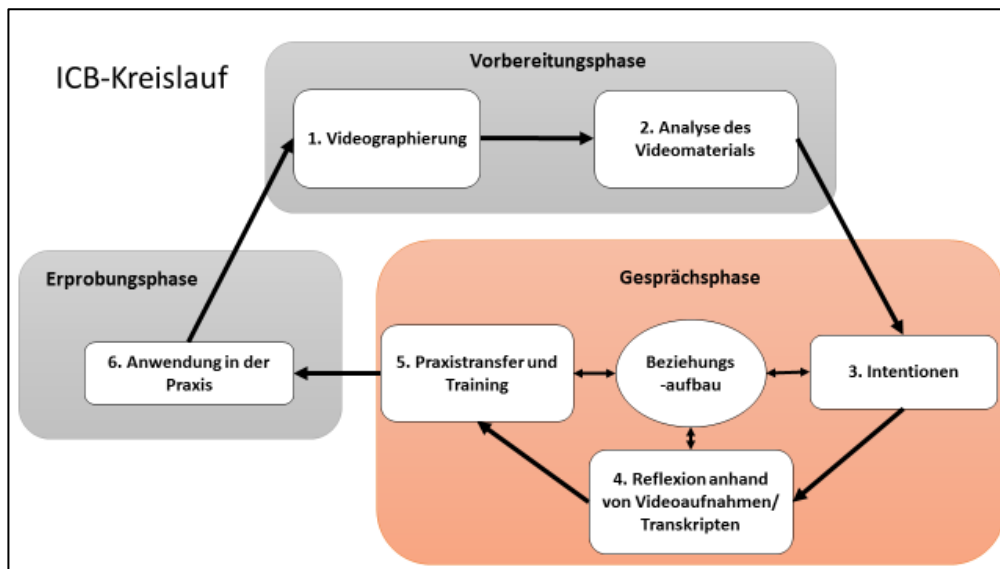 ICB-Kreislauf
Vorbereitungsphase
1. Videographierung
2. Analyse des
Videomaterials
Erprobungsphase
6. Anwendung in der
Praxis
Gesprächsphase
5. Praxistransfer und
Training
Beziehungs
-aufbau
3. Intentionen
4. Reflexion anhand
von Videoaufnahmen/
Transkripten